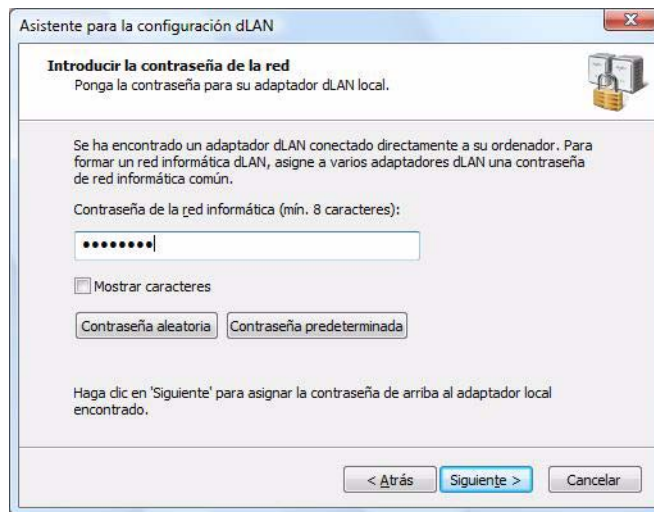 Asistente para la configuración dLAN
Introducir la contraseña de la red
Ponga la contraseña para su adaptador dLAN local.
Se ha encontrado un adaptador dLAN conectado directamente a su ordenador. Para
formar un red informática dLAN, asigne a varios adaptadores dLAN una contraseña
de red informática común.
Contraseña de la red informática (mín. 8 caracteres):
••••••••
Mostrar caracteres
Contraseña aleatoria Contraseña predeterminada
Haga clic en 'Siguiente' para asignar la contraseña de arriba al adaptador local
encontrado.
< Atrás Siguiente > Cancelar